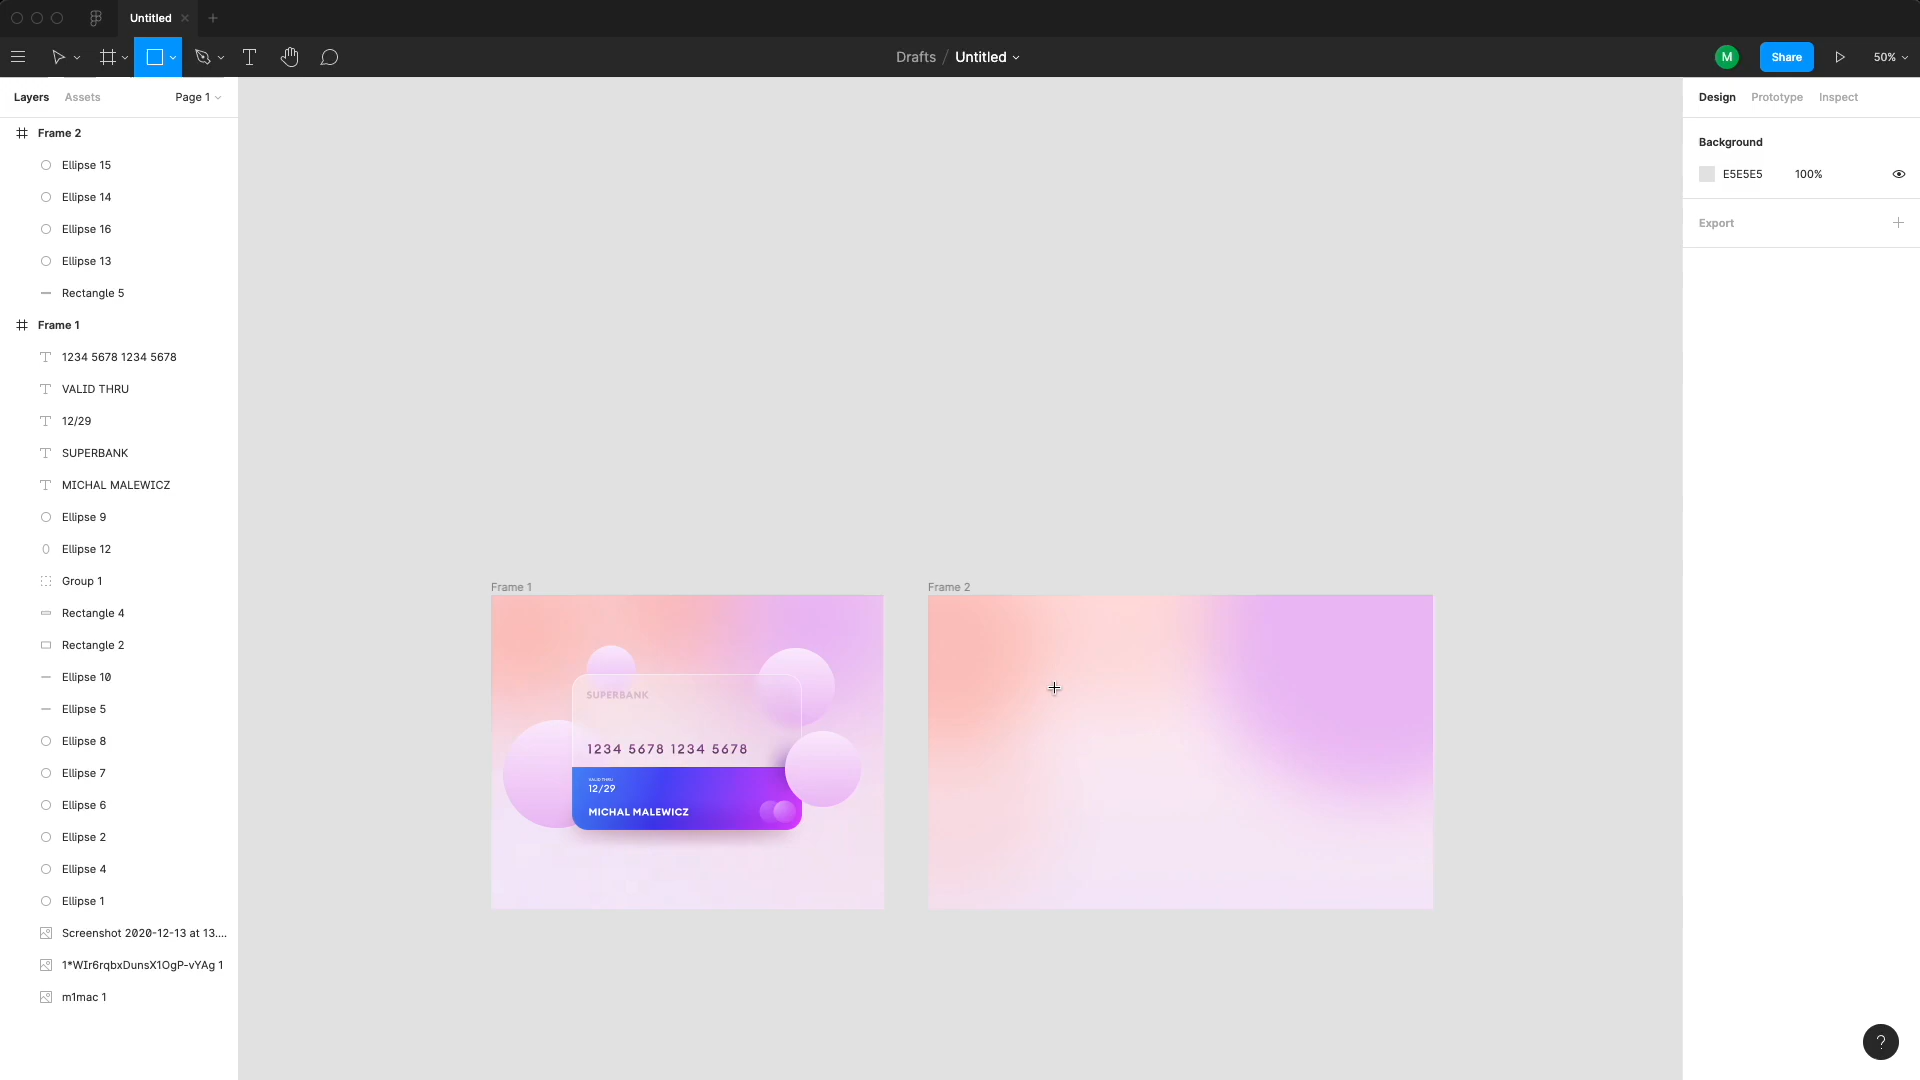 Untitled
Drafts / Untitled
M
Share
50%
Layers
Assets
Page 1
Design
Prototype
Inspect
Frame 2
Ellipse 15
Ellipse 14
Ellipse 16
Ellipse 13
Rectangle 5
Frame 1
1234 5678 1234 5678
VALID THRU
12/29
SUPERBANK
MICHAL MALEWICZ
Ellipse 9
Ellipse 12
Group 1
Rectangle 4
Rectangle 2
Ellipse 10
Ellipse 5
Ellipse 8
Ellipse 7
Ellipse 6
Ellipse 2
Ellipse 4
Ellipse 1
Screenshot 2020-12-13 at 13....
1*WIr6rqbxDunsX1OgP-vYAg 1
m1mac 1
Frame 1
SUPERBANK
1234 5678 1234 5678
VALID THRU
12/29
MICHAL MALEWICZ
Frame 2
Background
E5E5E5
100%
Export
?